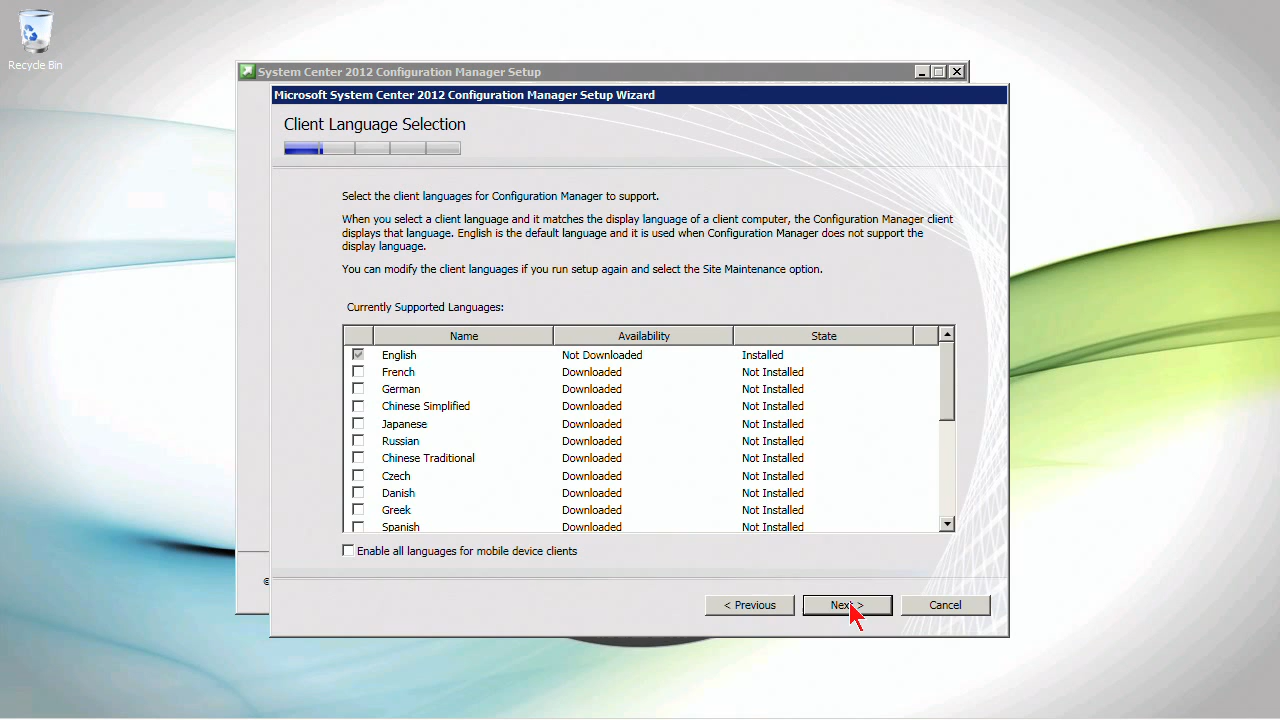 Recycle Bin
System Center 2012 Configuration Manager Setup
Microsoft System Center 2012 Configuration Manager Setup Wizard
Client Language Selection
Select the client languages for Configuration Manager to support.
When you select a client language and it matches the display language of a client computer, the Configuration Manager client
displays that language. English is the default language and it is used when Configuration Manager does not support the
display language.
You can modify the client languages if you run setup again and select the Site Maintenance option.
Currently Supported Languages:
Name Availability State
English Not Downloaded Installed
French Downloaded Not Installed
German Downloaded Not Installed
Chinese Simplified Downloaded Not Installed
Japanese Downloaded Not Installed
Russian Downloaded Not Installed
Chinese Traditional Downloaded Not Installed
Czech Downloaded Not Installed
Danish Downloaded Not Installed
Greek Downloaded Not Installed
Spanish Downloaded Not Installed
Enable all languages for mobile device clients
©
< Previous Next > Cancel